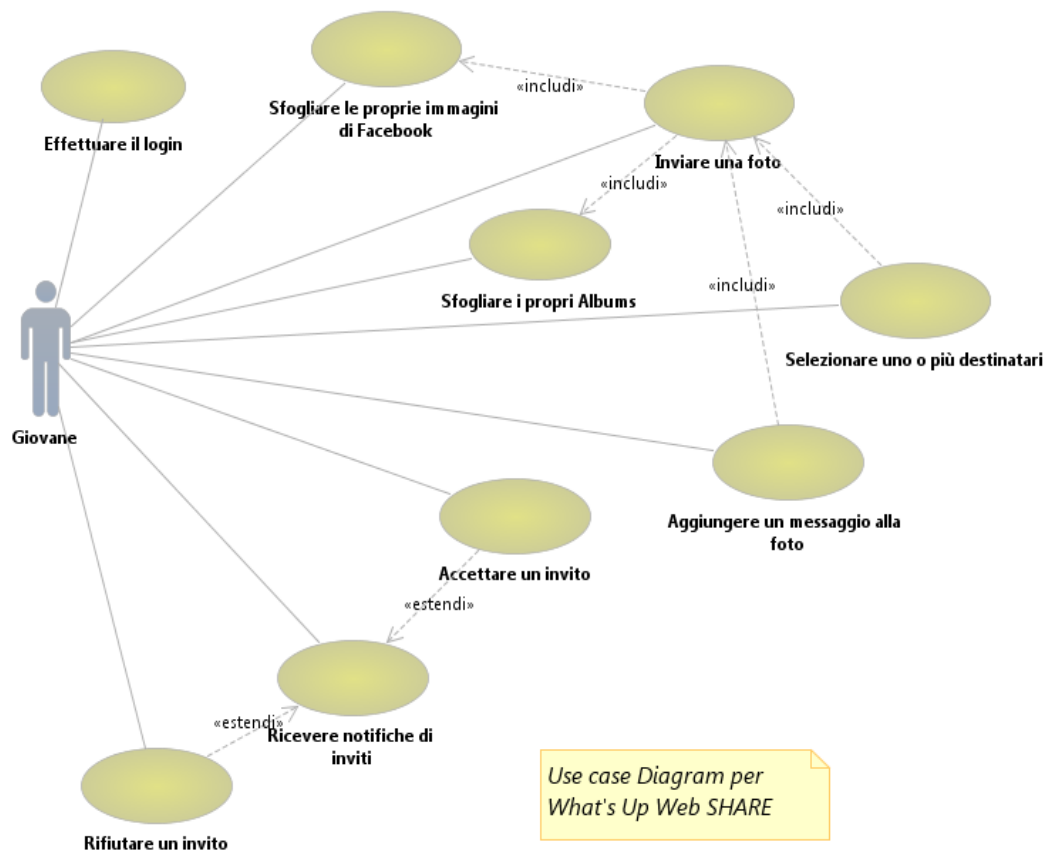 Sfogliare le proprie immagini
di Facebook
«includi»
Effettuare il login
Inviare una foto
«includi»
«includi»
«includi»
Sfogliare i propri Albums
Selezionare uno o più destinatari
Giovane
Aggiungere un messaggio alla
foto
Accettare un invito
«estendi»
«estendi»
Ricevere notifiche di
inviti
Use case Diagram per
What's Up Web SHARE
Rifiutare un invito